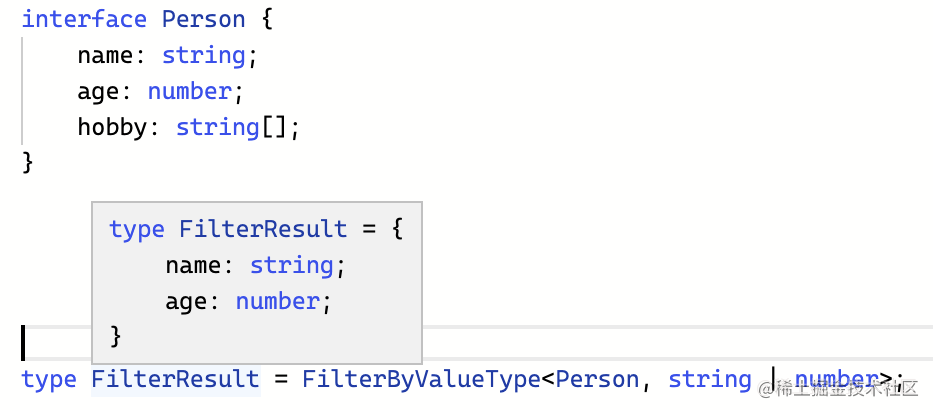 interface Person {
    name: string;
    age: number;
    hobby: string[];
}
type FilterResult = {
    name: string;
    age: number;
}
type FilterResult = FilterByValueType<Person, string | number>;
@稀土掘金技术社区